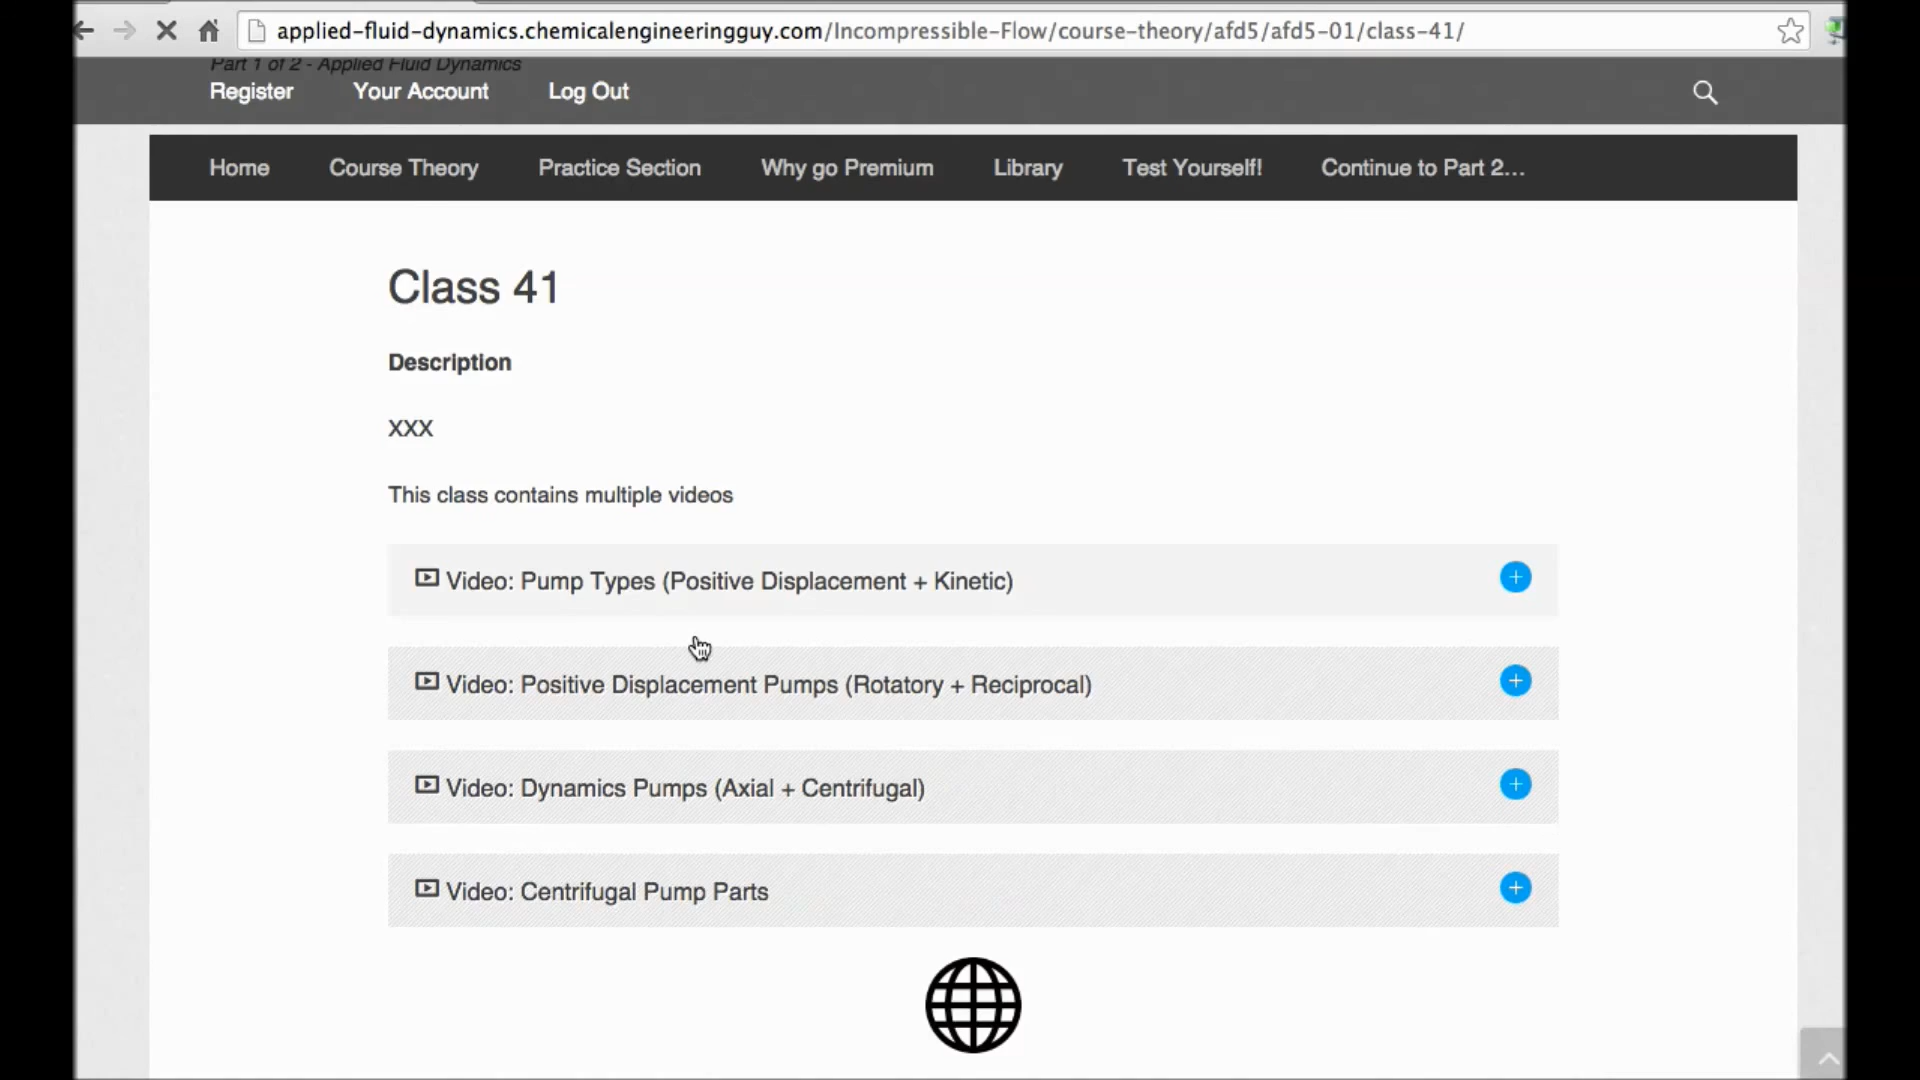 applied-fluid-dynamics.chemicalengineeringguy.com/Incompressible-Flow/course-theory/afd5/afd5-01/class-41/
Part 1 of 2 - Applied Fluid Dynamics
Register Your Account Log Out
Home Course Theory Practice Section Why go Premium Library Test Yourself! Continue to Part 2...
Class 41
Description
XXX
This class contains multiple videos
Video: Pump Types (Positive Displacement + Kinetic)
Video: Positive Displacement Pumps (Rotatory + Reciprocal)
Video: Dynamics Pumps (Axial + Centrifugal)
Video: Centrifugal Pump Parts